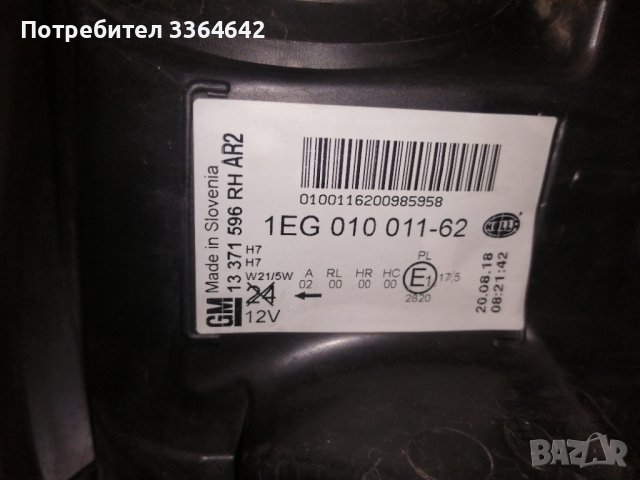 Потребител 3364642
0100116200985958
1EG 010 011-62
GM
Made in Slovenia
13 371 596 RH AR2
H7
H7
W21/5W
24
12V
A RL HR HC
02 00 00 00
PL
E1 17,5
2820
20.08.18
08:21:42
BAZAR